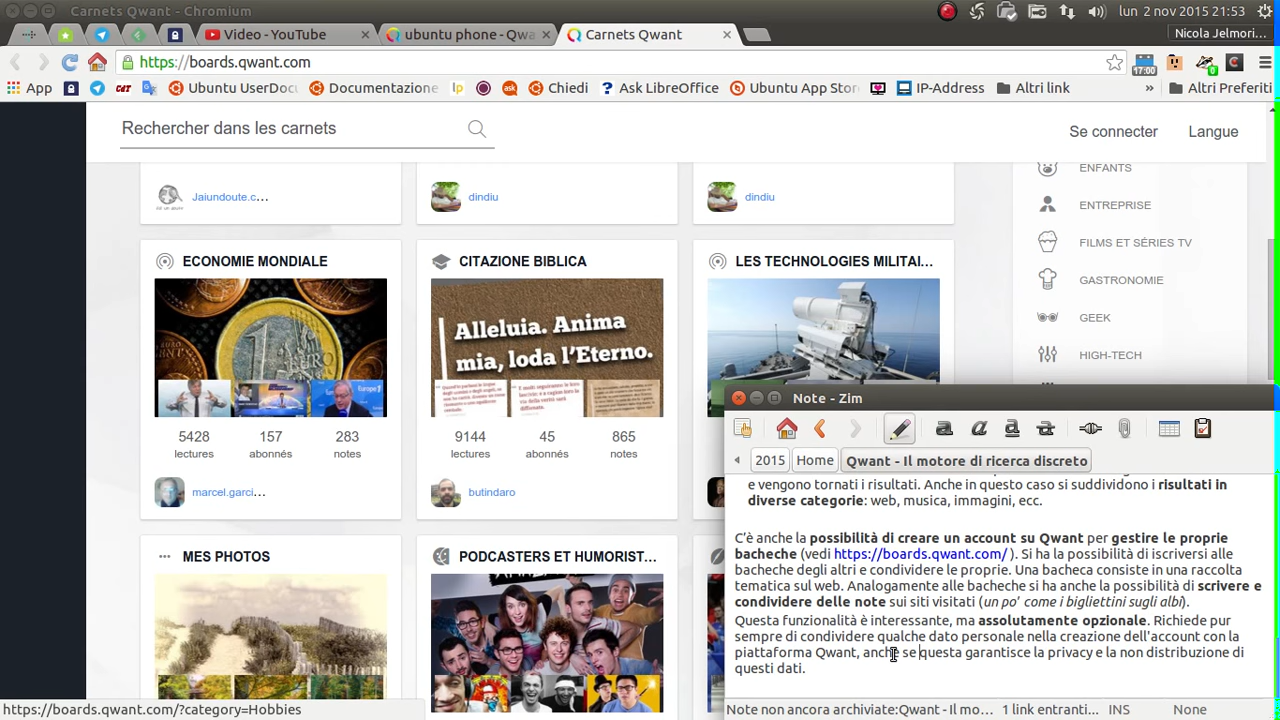 Carnets Qwant - Chromium
lun 2 nov 2015 21:53
Video - YouTube
ubuntu phone - Qwa
Carnets Qwant
Nicola Jelmori...
https://boards.qwant.com
17:00
0
App
Ubuntu UserDocu
Documentazione
lp
ask
Chiedi
? Ask LibreOffice
Ubuntu App Store
IP-Address
Altri link
»
Altri Preferiti
Rechercher dans les carnets
Se connecter
Langue
Jaiundoute.c...
dindiu
dindiu
ENFANTS
ENTREPRISE
FILMS ET SÉRIES TV
GASTRONOMIE
GEEK
HIGH-TECH
ECONOMIE MONDIALE
CITAZIONE BIBLICA
LES TECHNOLOGIES MILITAI...
Alleluia. Anima
mia, loda l'Eterno.
5428
lectures
157
abonnés
283
notes
9144
lectures
45
abonnés
865
notes
marcel.garci...
butindaro
MES PHOTOS
PODCASTERS ET HUMORIST...
https://boards.qwant.com/?category=Hobbies
Note - Zim
2015
Home
Qwant - Il motore di ricerca discreto
e vengono tornati i risultati. Anche in questo caso si suddividono i risultati in
diverse categorie: web, musica, immagini, ecc.
C'è anche la possibilità di creare un account su Qwant per gestire le proprie
bacheche (vedi https://boards.qwant.com/ ). Si ha la possibilità di iscriversi alle
bacheche degli altri e condividere le proprie. Una bacheca consiste in una raccolta
tematica sul web. Analogamente alle bacheche si ha anche la possibilità di scrivere e
condividere delle note sui siti visitati (un po' come i bigliettini sugli albi).
Questa funzionalità è interessante, ma assolutamente opzionale. Richiede pur
sempre di condividere qualche dato personale nella creazione dell'account con la
piattaforma Qwant, anche se questa garantisce la privacy e la non distribuzione di
questi dati.
Note non ancora archiviate:Qwant - Il mo...
1 link entranti...
INS
None